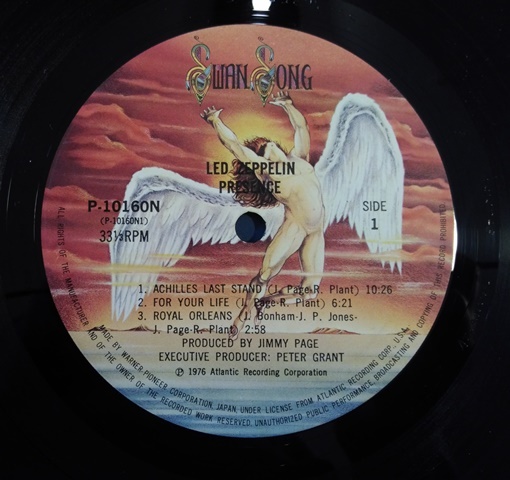 SWAN SONG
LED ZEPPELIN
PRESENCE
P-10160N
(P-10160N1)
33⅓RPM
SIDE
1
1. ACHILLES LAST STAND (J. Page-R. Plant) 10:26
2. FOR YOUR LIFE (J. Page-R. Plant) 6:21
3. ROYAL ORLEANS (J. Bonham-J. P. Jones-
J. Page-R. Plant) 2:58
PRODUCED BY JIMMY PAGE
EXECUTIVE PRODUCER: PETER GRANT
℗ 1976 Atlantic Recording Corporation
MADE BY WARNER-PIONEER CORPORATION, JAPAN, UNDER LICENSE FROM ATLANTIC RECORDING CORP. U.S.A.
ALL RIGHTS OF THE MANUFACTURER AND OF THE OWNER OF THE RECORDED WORK RESERVED. UNAUTHORIZED PUBLIC PERFORMANCE, BROADCASTING AND COPYING OF THIS RECORD PROHIBITED